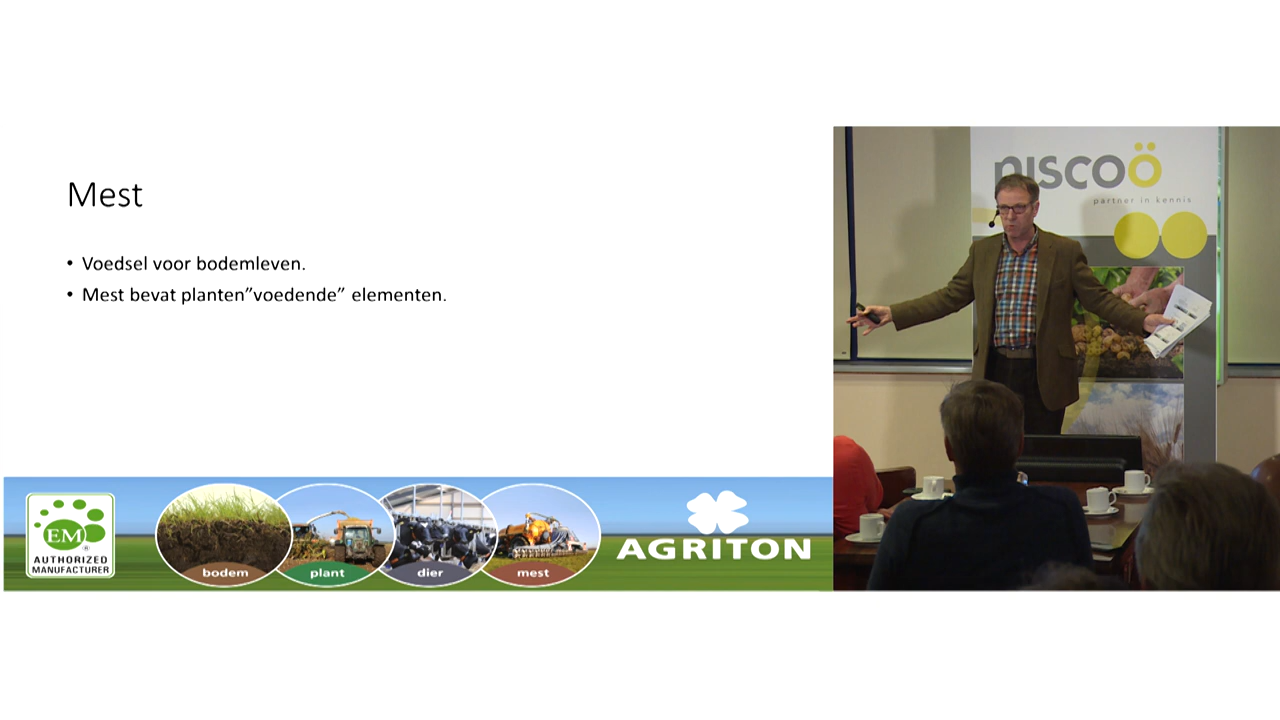 Mest
• Voedsel voor bodemleven.
• Mest bevat planten”voedende” elementen.
EM®
AUTHORIZED
MANUFACTURER
bodem
plant
dier
mest
AGRITON
niscoö
partner in kennis